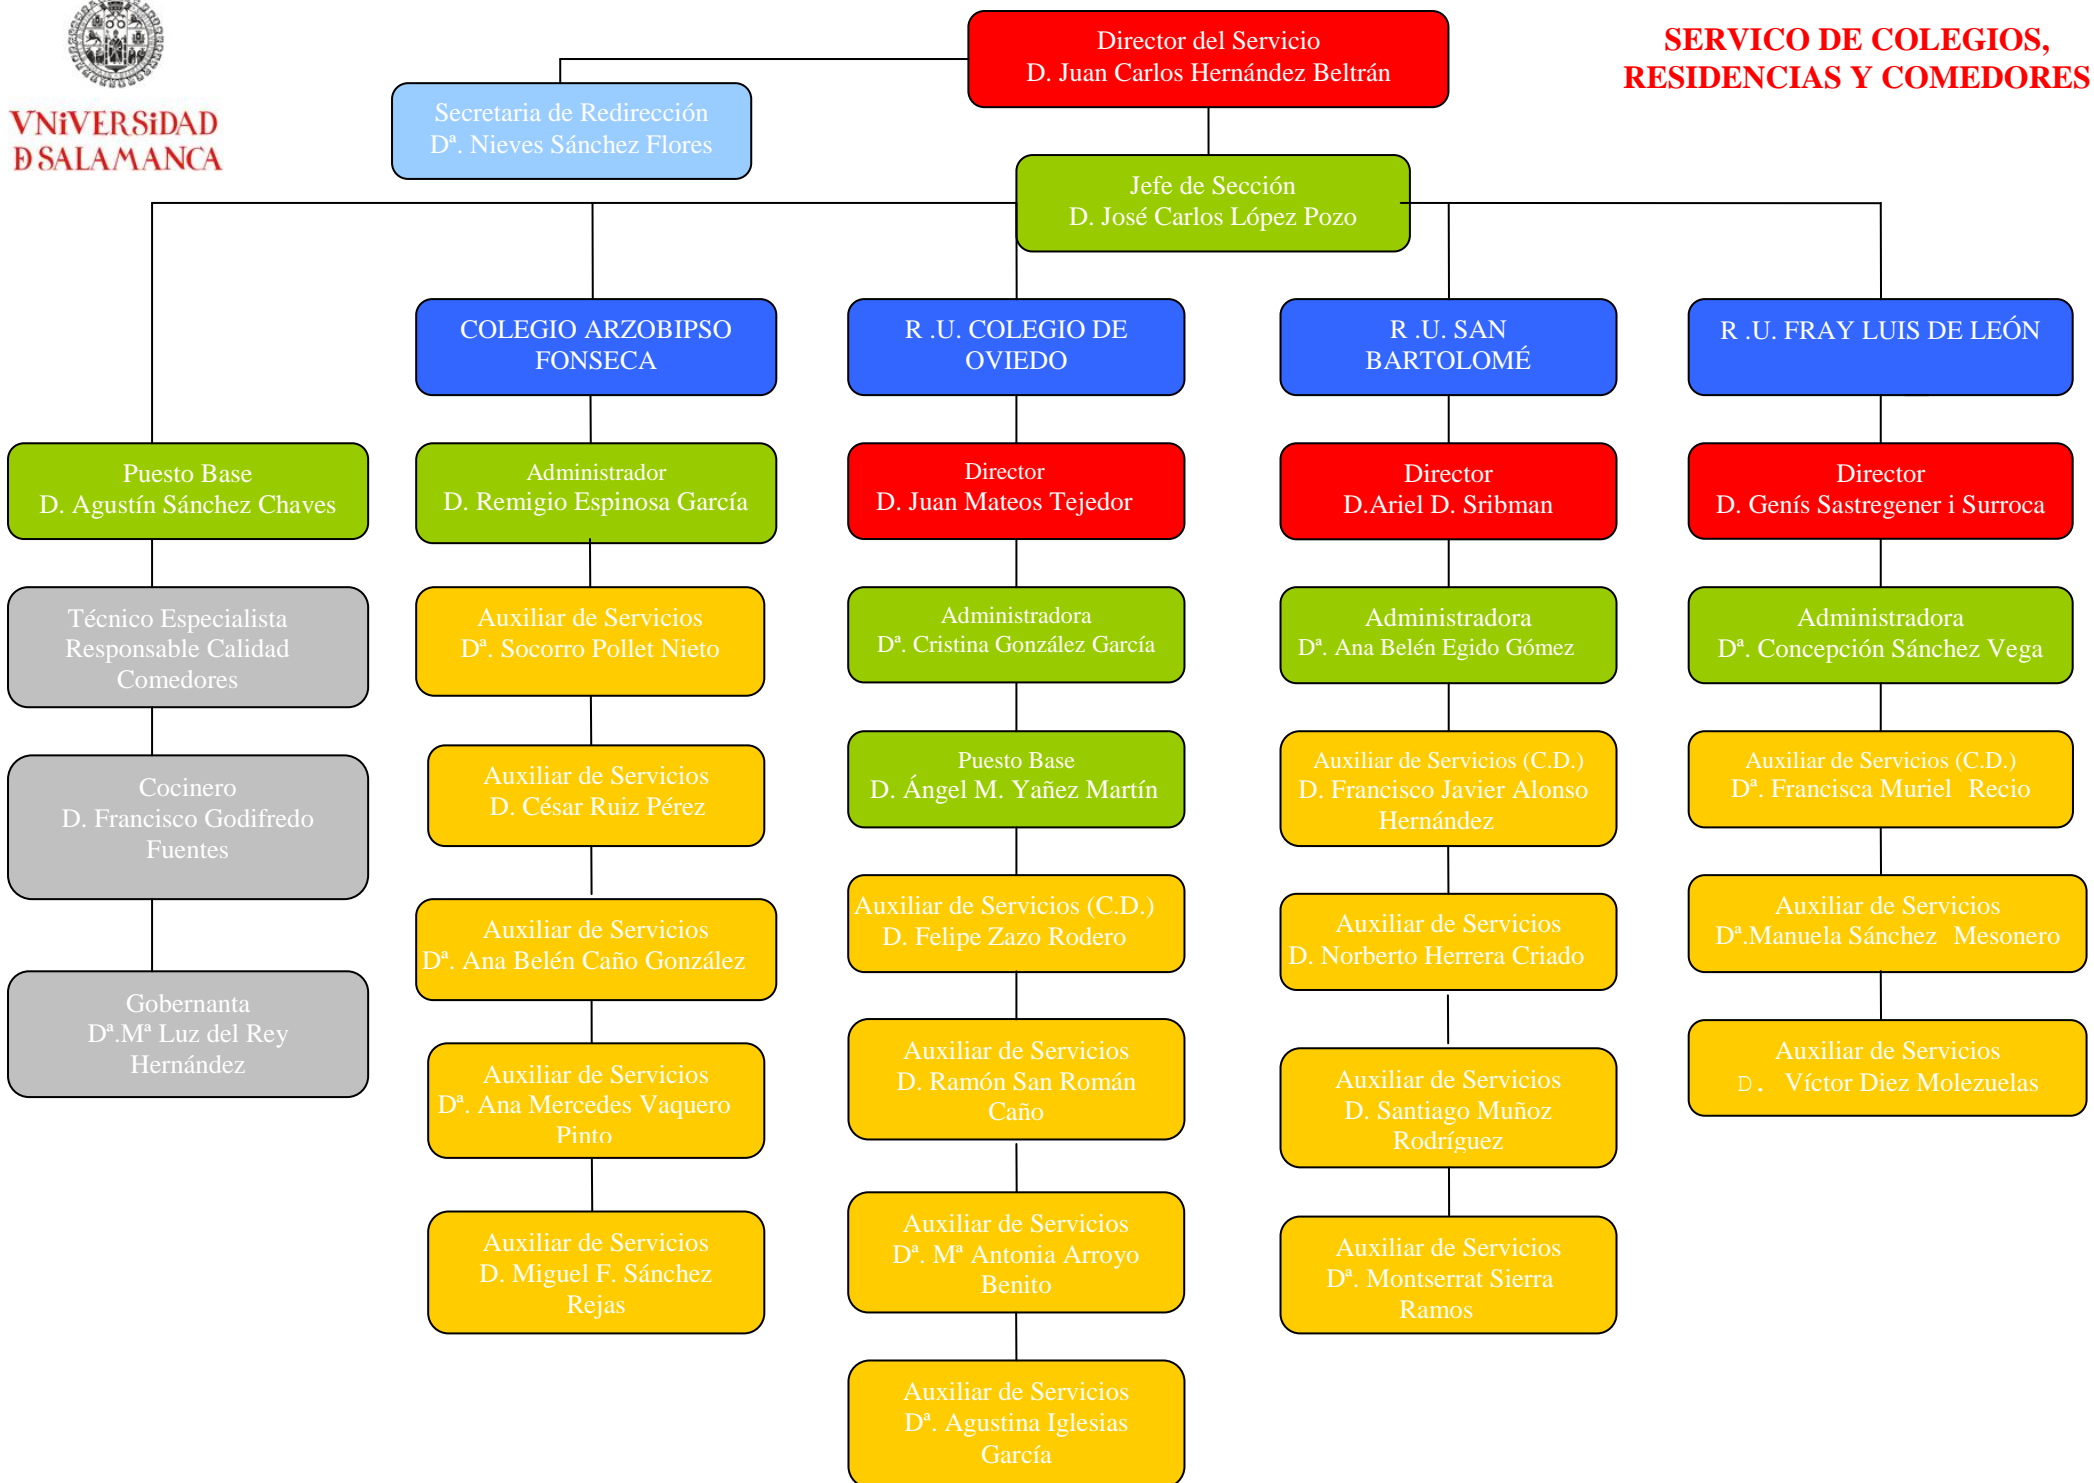 VNiVERSiDAD
Đ SALAMANCA
Director del Servicio
D. Juan Carlos Hernández Beltrán
SERVICO DE COLEGIOS,
RESIDENCIAS Y COMEDORES
Secretaria de Redirección
Dª. Nieves Sánchez Flores
Jefe de Sección
D. José Carlos López Pozo
COLEGIO ARZOBIPSO
FONSECA
R .U. COLEGIO DE
OVIEDO
R .U. SAN
BARTOLOMÉ
R .U. FRAY LUIS DE LEÓN
Puesto Base
D. Agustín Sánchez Chaves
Técnico Especialista
Responsable Calidad
Comedores
Cocinero
D. Francisco Godifredo
Fuentes
Gobernanta
Dª.Mª Luz del Rey
Hernández
Administrador
D. Remigio Espinosa García
Auxiliar de Servicios
Dª. Socorro Pollet Nieto
Auxiliar de Servicios
D. César Ruiz Pérez
Auxiliar de Servicios
Dª. Ana Belén Caño González
Auxiliar de Servicios
Dª. Ana Mercedes Vaquero
Pinto
Auxiliar de Servicios
D. Miguel F. Sánchez
Rejas
Director
D. Juan Mateos Tejedor
Administradora
Dª. Cristina González García
Puesto Base
D. Ángel M. Yañez Martín
Auxiliar de Servicios (C.D.)
D. Felipe Zazo Rodero
Auxiliar de Servicios
D. Ramón San Román
Caño
Auxiliar de Servicios
Dª. Mª Antonia Arroyo
Benito
Auxiliar de Servicios
Dª. Agustina Iglesias
García
Director
D.Ariel D. Sribman
Administradora
Dª. Ana Belén Egido Gómez
Auxiliar de Servicios (C.D.)
D. Francisco Javier Alonso
Hernández
Auxiliar de Servicios
D. Norberto Herrera Criado
Auxiliar de Servicios
D. Santiago Muñoz
Rodríguez
Auxiliar de Servicios
Dª. Montserrat Sierra
Ramos
Director
D. Genís Sastregener i Surroca
Administradora
Dª. Concepción Sánchez Vega
Auxiliar de Servicios (C.D.)
Dª. Francisca Muriel Recio
Auxiliar de Servicios
Dª.Manuela Sánchez Mesonero
Auxiliar de Servicios
D. Víctor Diez Molezuelas